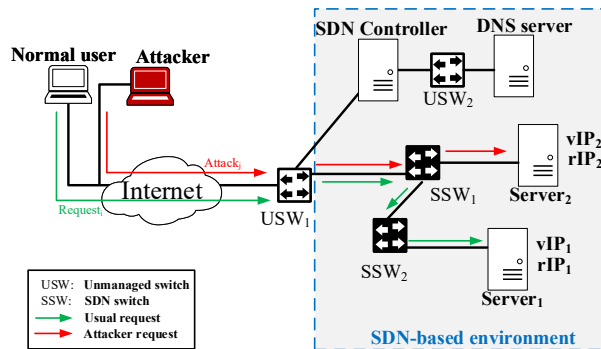 Normal user
Attacker
SDN Controller
DNS server
USW2
Attackj
Internet
Requesti
USW1
SSW1
vIP2
rIP2
Server2
SSW2
vIP1
rIP1
Server1
USW: Unmanaged switch
SSW: SDN switch
Usual request
Attacker request
SDN-based environment